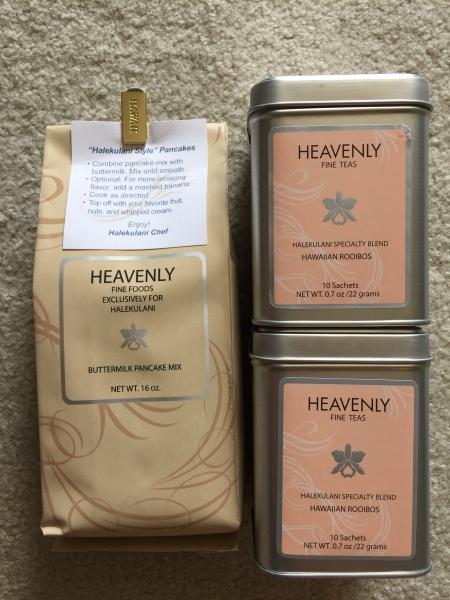 HAWAII
"Halekulani Style" Pancakes
• Combine pancake mix with
buttermilk. Mix until smooth.
• Optional: For more amazing
flavor, add a mashed banana
• Cook as directed
• Top off with your favorite fruit,
nuts, and whipped cream.
Enjoy!
Halekulani Chef
HEAVENLY
FINE FOODS
EXCLUSIVELY FOR
HALEKULANI
BUTTERMILK PANCAKE MIX
NET WT. 16 oz.
HEAVENLY
FINE TEAS
HALEKULANI SPECIALTY BLEND
HAWAIIAN ROOIBOS
10 Sachets
NET WT. 0.7 oz /22 grams
HEAVENLY
FINE TEAS
HALEKULANI SPECIALTY BLEND
HAWAIIAN ROOIBOS
10 Sachets
NET WT. 0.7 oz /22 grams